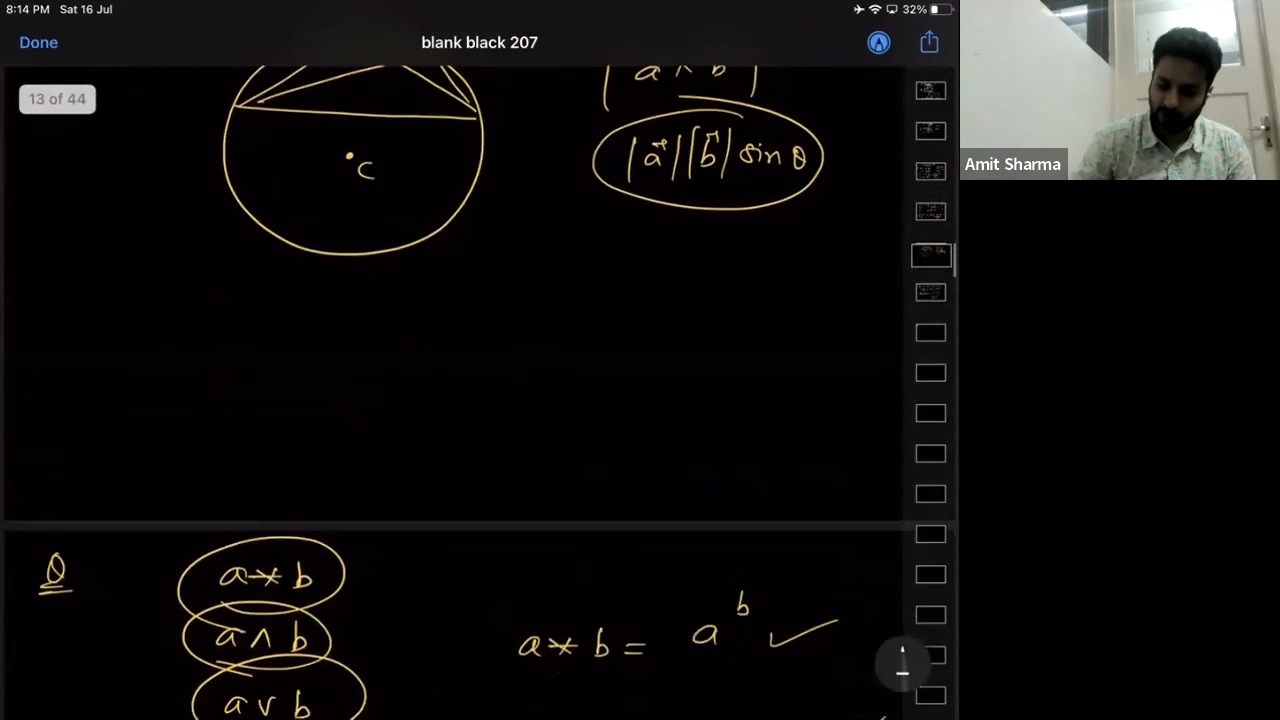 8:14 PM Sat 16 Jul
32%
Done
blank black 207
13 of 44
Amit Sharma
a ∧ b
|a⃗||b⃗| sin θ
C
Q
a * b
a ∧ b
a ∨ b
a * b = a^b ✓